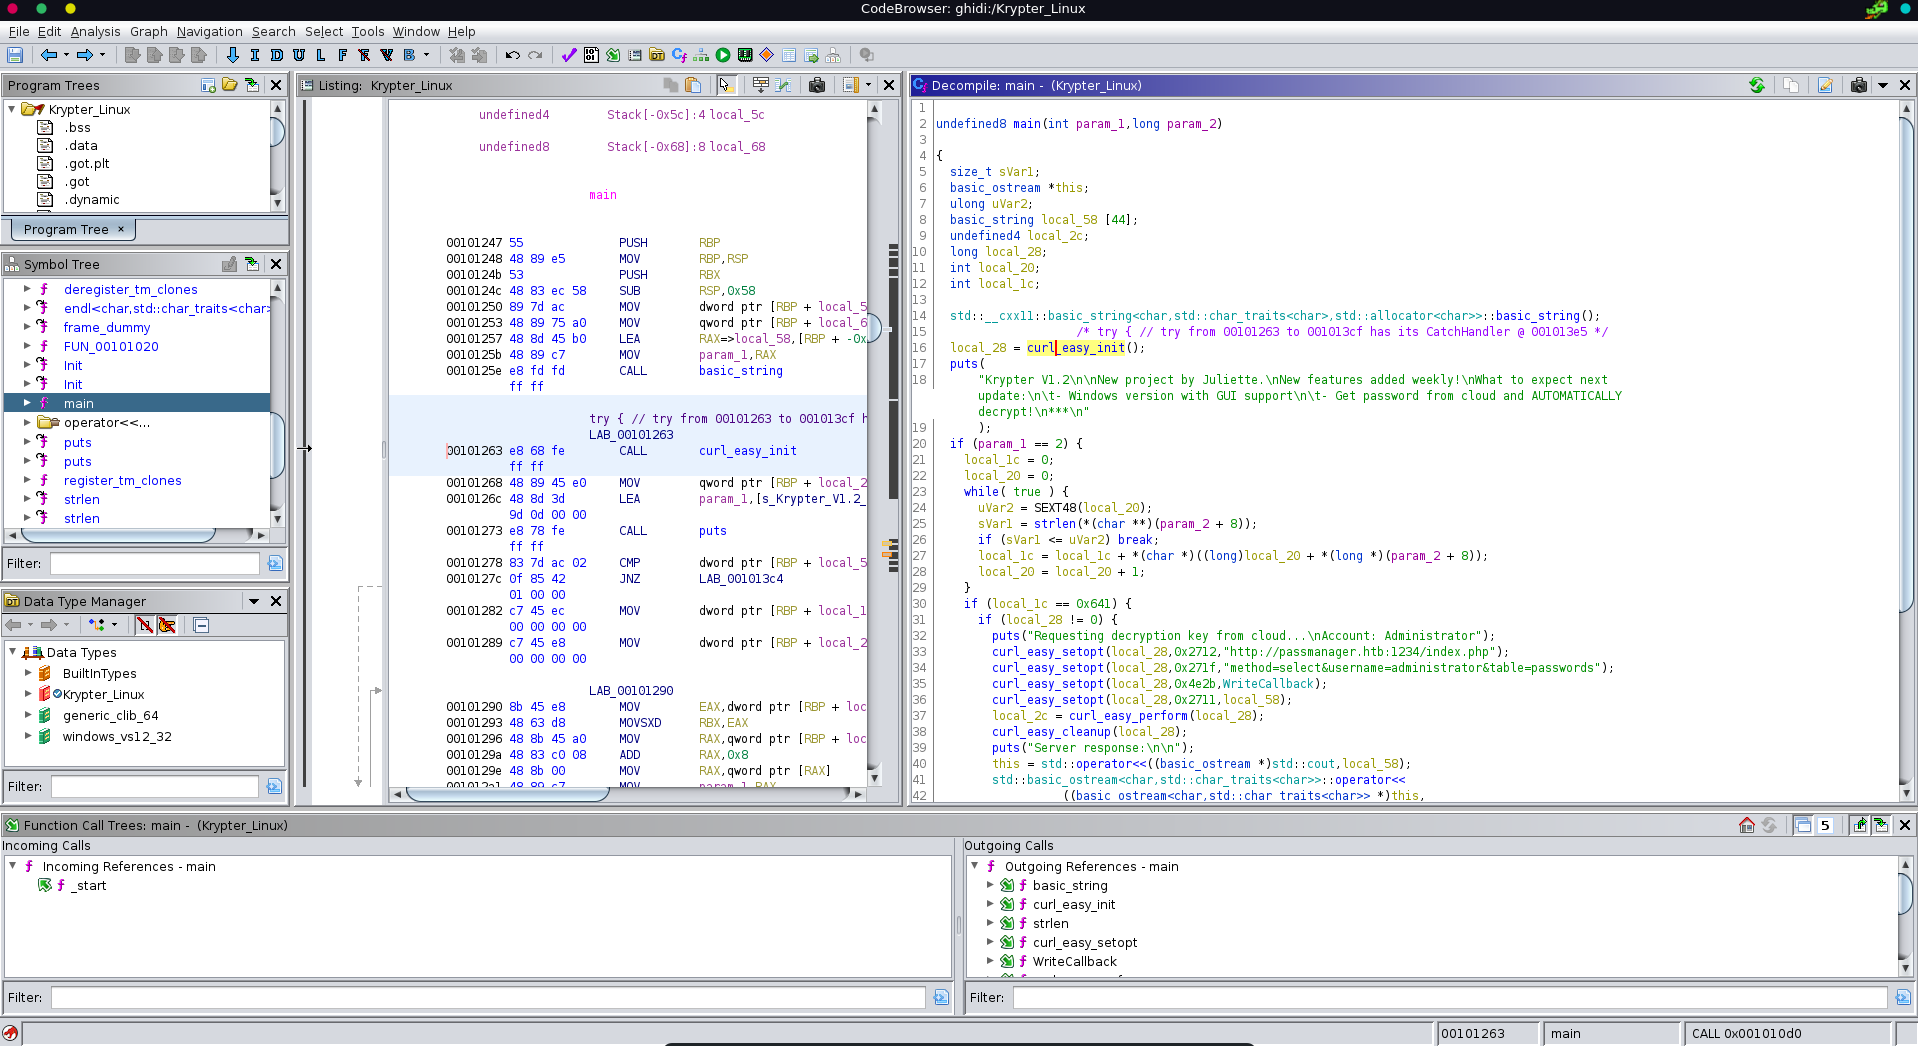 CodeBrowser: ghidi:/Krypter_Linux
File Edit Analysis Graph Navigation Search Select Tools Window Help
I D U L F B
Program Trees
Krypter_Linux
.bss
.data
.got.plt
.got
.dynamic
Program Tree ×
Symbol Tree
deregister_tm_clones
endl<char,std::char_traits<char>
frame_dummy
FUN_00101020
Init
Init
main
operator<<...
puts
puts
register_tm_clones
strlen
strlen
Filter:
Data Type Manager
Data Types
BuiltInTypes
Krypter_Linux
generic_clib_64
windows_vs12_32
Filter:
Listing: Krypter_Linux
undefined4 Stack[-0x5c]:4 local_5c
undefined8 Stack[-0x68]:8 local_68
main
00101247 55 PUSH RBP
00101248 48 89 e5 MOV RBP,RSP
0010124b 53 PUSH RBX
0010124c 48 83 ec 58 SUB RSP,0x58
00101250 89 7d ac MOV dword ptr [RBP + local_5
00101253 48 89 75 a0 MOV qword ptr [RBP + local_6
00101257 48 8d 45 b0 LEA RAX=>local_58,[RBP + -0x
0010125b 48 89 c7 MOV param_1,RAX
0010125e e8 fd fd CALL basic_string
ff ff
try { // try from 00101263 to 001013cf h
LAB_00101263
00101263 e8 68 fe CALL curl_easy_init
ff ff
00101268 48 89 45 e0 MOV qword ptr [RBP + local_2
0010126c 48 8d 3d LEA param_1,[s_Krypter_V1.2_
9d 0d 00 00
00101273 e8 78 fe CALL puts
ff ff
00101278 83 7d ac 02 CMP dword ptr [RBP + local_5
0010127c 0f 85 42 JNZ LAB_001013c4
01 00 00
00101282 c7 45 ec MOV dword ptr [RBP + local_1
00 00 00 00
00101289 c7 45 e8 MOV dword ptr [RBP + local_2
00 00 00 00
LAB_00101290
00101290 8b 45 e8 MOV EAX,dword ptr [RBP + loc
00101293 48 63 d8 MOVSXD RBX,EAX
00101296 48 8b 45 a0 MOV RAX,qword ptr [RBP + loc
0010129a 48 83 c0 08 ADD RAX,0x8
0010129e 48 8b 00 MOV RAX,qword ptr [RAX]
001012a1 48 89 c7 MOV param_1,RAX
Decompile: main - (Krypter_Linux)
1
2 undefined8 main(int param_1,long param_2)
3
4 {
5 size_t sVar1;
6 basic_ostream *this;
7 ulong uVar2;
8 basic_string local_58 [44];
9 undefined4 local_2c;
10 long local_28;
11 int local_20;
12 int local_1c;
13
14 std::__cxx11::basic_string<char,std::char_traits<char>,std::allocator<char>>::basic_string();
15 /* try { // try from 00101263 to 001013cf has its CatchHandler @ 001013e5 */
16 local_28 = curl_easy_init();
17 puts(
18 "Krypter V1.2\n\nNew project by Juliette.\nNew features added weekly!\nWhat to expect next
update:\n\t- Windows version with GUI support\n\t- Get password from cloud and AUTOMATICALLY
decrypt!\n***\n"
19 );
20 if (param_1 == 2) {
21 local_1c = 0;
22 local_20 = 0;
23 while( true ) {
24 uVar2 = SEXT48(local_20);
25 sVar1 = strlen(*(char **)(param_2 + 8));
26 if (sVar1 <= uVar2) break;
27 local_1c = local_1c + *(char *)((long)local_20 + *(long *)(param_2 + 8));
28 local_20 = local_20 + 1;
29 }
30 if (local_1c == 0x641) {
31 if (local_28 != 0) {
32 puts("Requesting decryption key from cloud...\nAccount: Administrator");
33 curl_easy_setopt(local_28,0x2712,"http://passmanager.htb:1234/index.php");
34 curl_easy_setopt(local_28,0x271f,"method=select&username=administrator&table=passwords");
35 curl_easy_setopt(local_28,0x4e2b,WriteCallback);
36 curl_easy_setopt(local_28,0x2711,local_58);
37 local_2c = curl_easy_perform(local_28);
38 curl_easy_cleanup(local_28);
39 puts("Server response:\n\n");
40 this = std::operator<<((basic_ostream *)std::cout,local_58);
41 std::basic_ostream<char,std::char_traits<char>>::operator<<
42 ((basic_ostream<char,std::char_traits<char>> *)this,
Function Call Trees: main - (Krypter_Linux)
5
Incoming Calls
Incoming References - main
_start
Filter:
Outgoing Calls
Outgoing References - main
basic_string
curl_easy_init
strlen
curl_easy_setopt
WriteCallback
Filter:
00101263 main CALL 0x001010d0